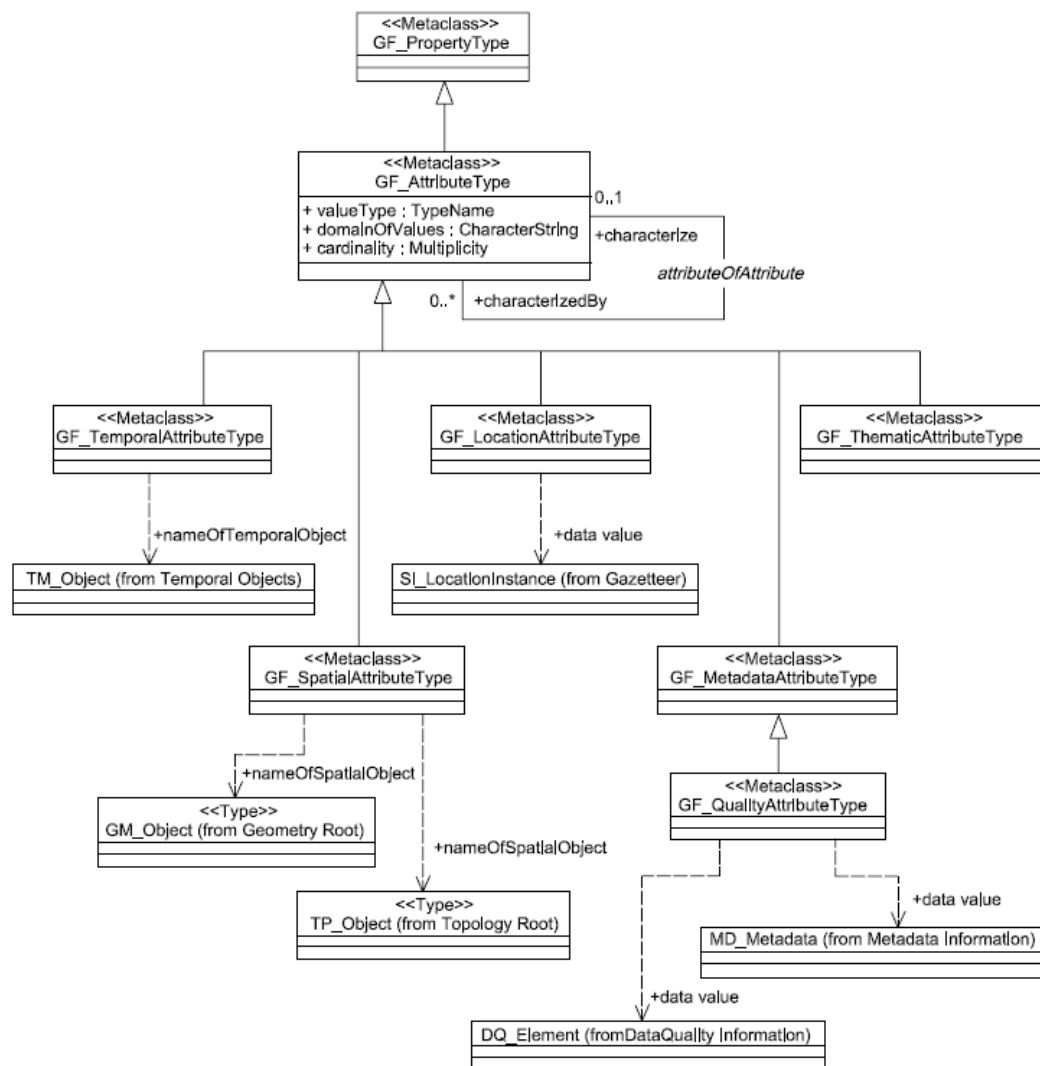 <<Metaclass>>
GF_PropertyType
<<Metaclass>>
GF_AttributeType
+ valueType : TypeName
+ domainOfValues : CharacterString
+ cardinality : Multiplicity
0..1
+characterize
attributeOfAttribute
0..*
+characterizedBy
<<Metaclass>>
GF_TemporalAttributeType
<<Metaclass>>
GF_LocationAttributeType
<<Metaclass>>
GF_ThematicAttributeType
+nameOfTemporalObject
+data value
TM_Object (from Temporal Objects)
SI_LocationInstance (from Gazetteer)
<<Metaclass>>
GF_SpatialAttributeType
<<Metaclass>>
GF_MetadataAttributeType
+nameOfSpatialObject
<<Type>>
GM_Object (from Geometry Root)
<<Metaclass>>
GF_QualityAttributeType
+nameOfSpatialObject
<<Type>>
TP_Object (from Topology Root)
+data value
MD_Metadata (from Metadata Information)
+data value
DQ_Element (fromDataQuality Information)